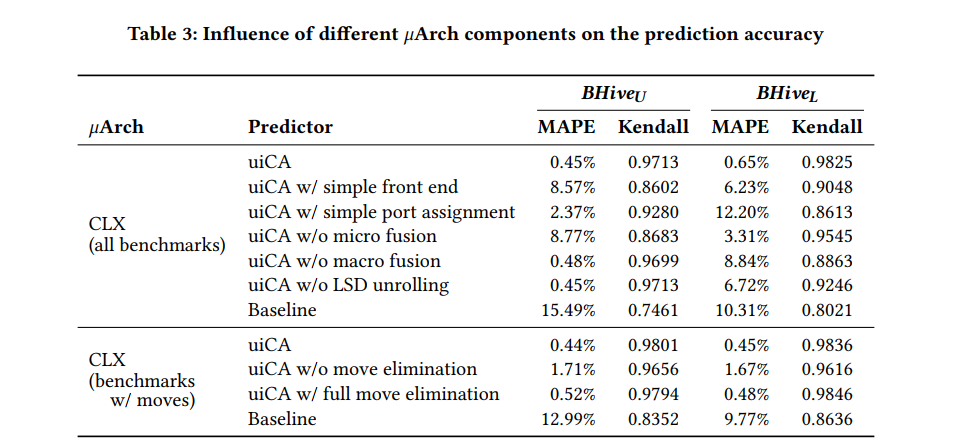 Table 3: Influence of different μArch components on the prediction accuracy
BHive_U BHive_L
μArch Predictor MAPE Kendall MAPE Kendall
CLX
(all benchmarks)
uiCA 0.45% 0.9713 0.65% 0.9825
uiCA w/ simple front end 8.57% 0.8602 6.23% 0.9048
uiCA w/ simple port assignment 2.37% 0.9280 12.20% 0.8613
uiCA w/o micro fusion 8.77% 0.8683 3.31% 0.9545
uiCA w/o macro fusion 0.48% 0.9699 8.84% 0.8863
uiCA w/o LSD unrolling 0.45% 0.9713 6.72% 0.9246
Baseline 15.49% 0.7461 10.31% 0.8021
CLX
(benchmarks
w/ moves)
uiCA 0.44% 0.9801 0.45% 0.9836
uiCA w/o move elimination 1.71% 0.9656 1.67% 0.9616
uiCA w/ full move elimination 0.52% 0.9794 0.48% 0.9846
Baseline 12.99% 0.8352 9.77% 0.8636